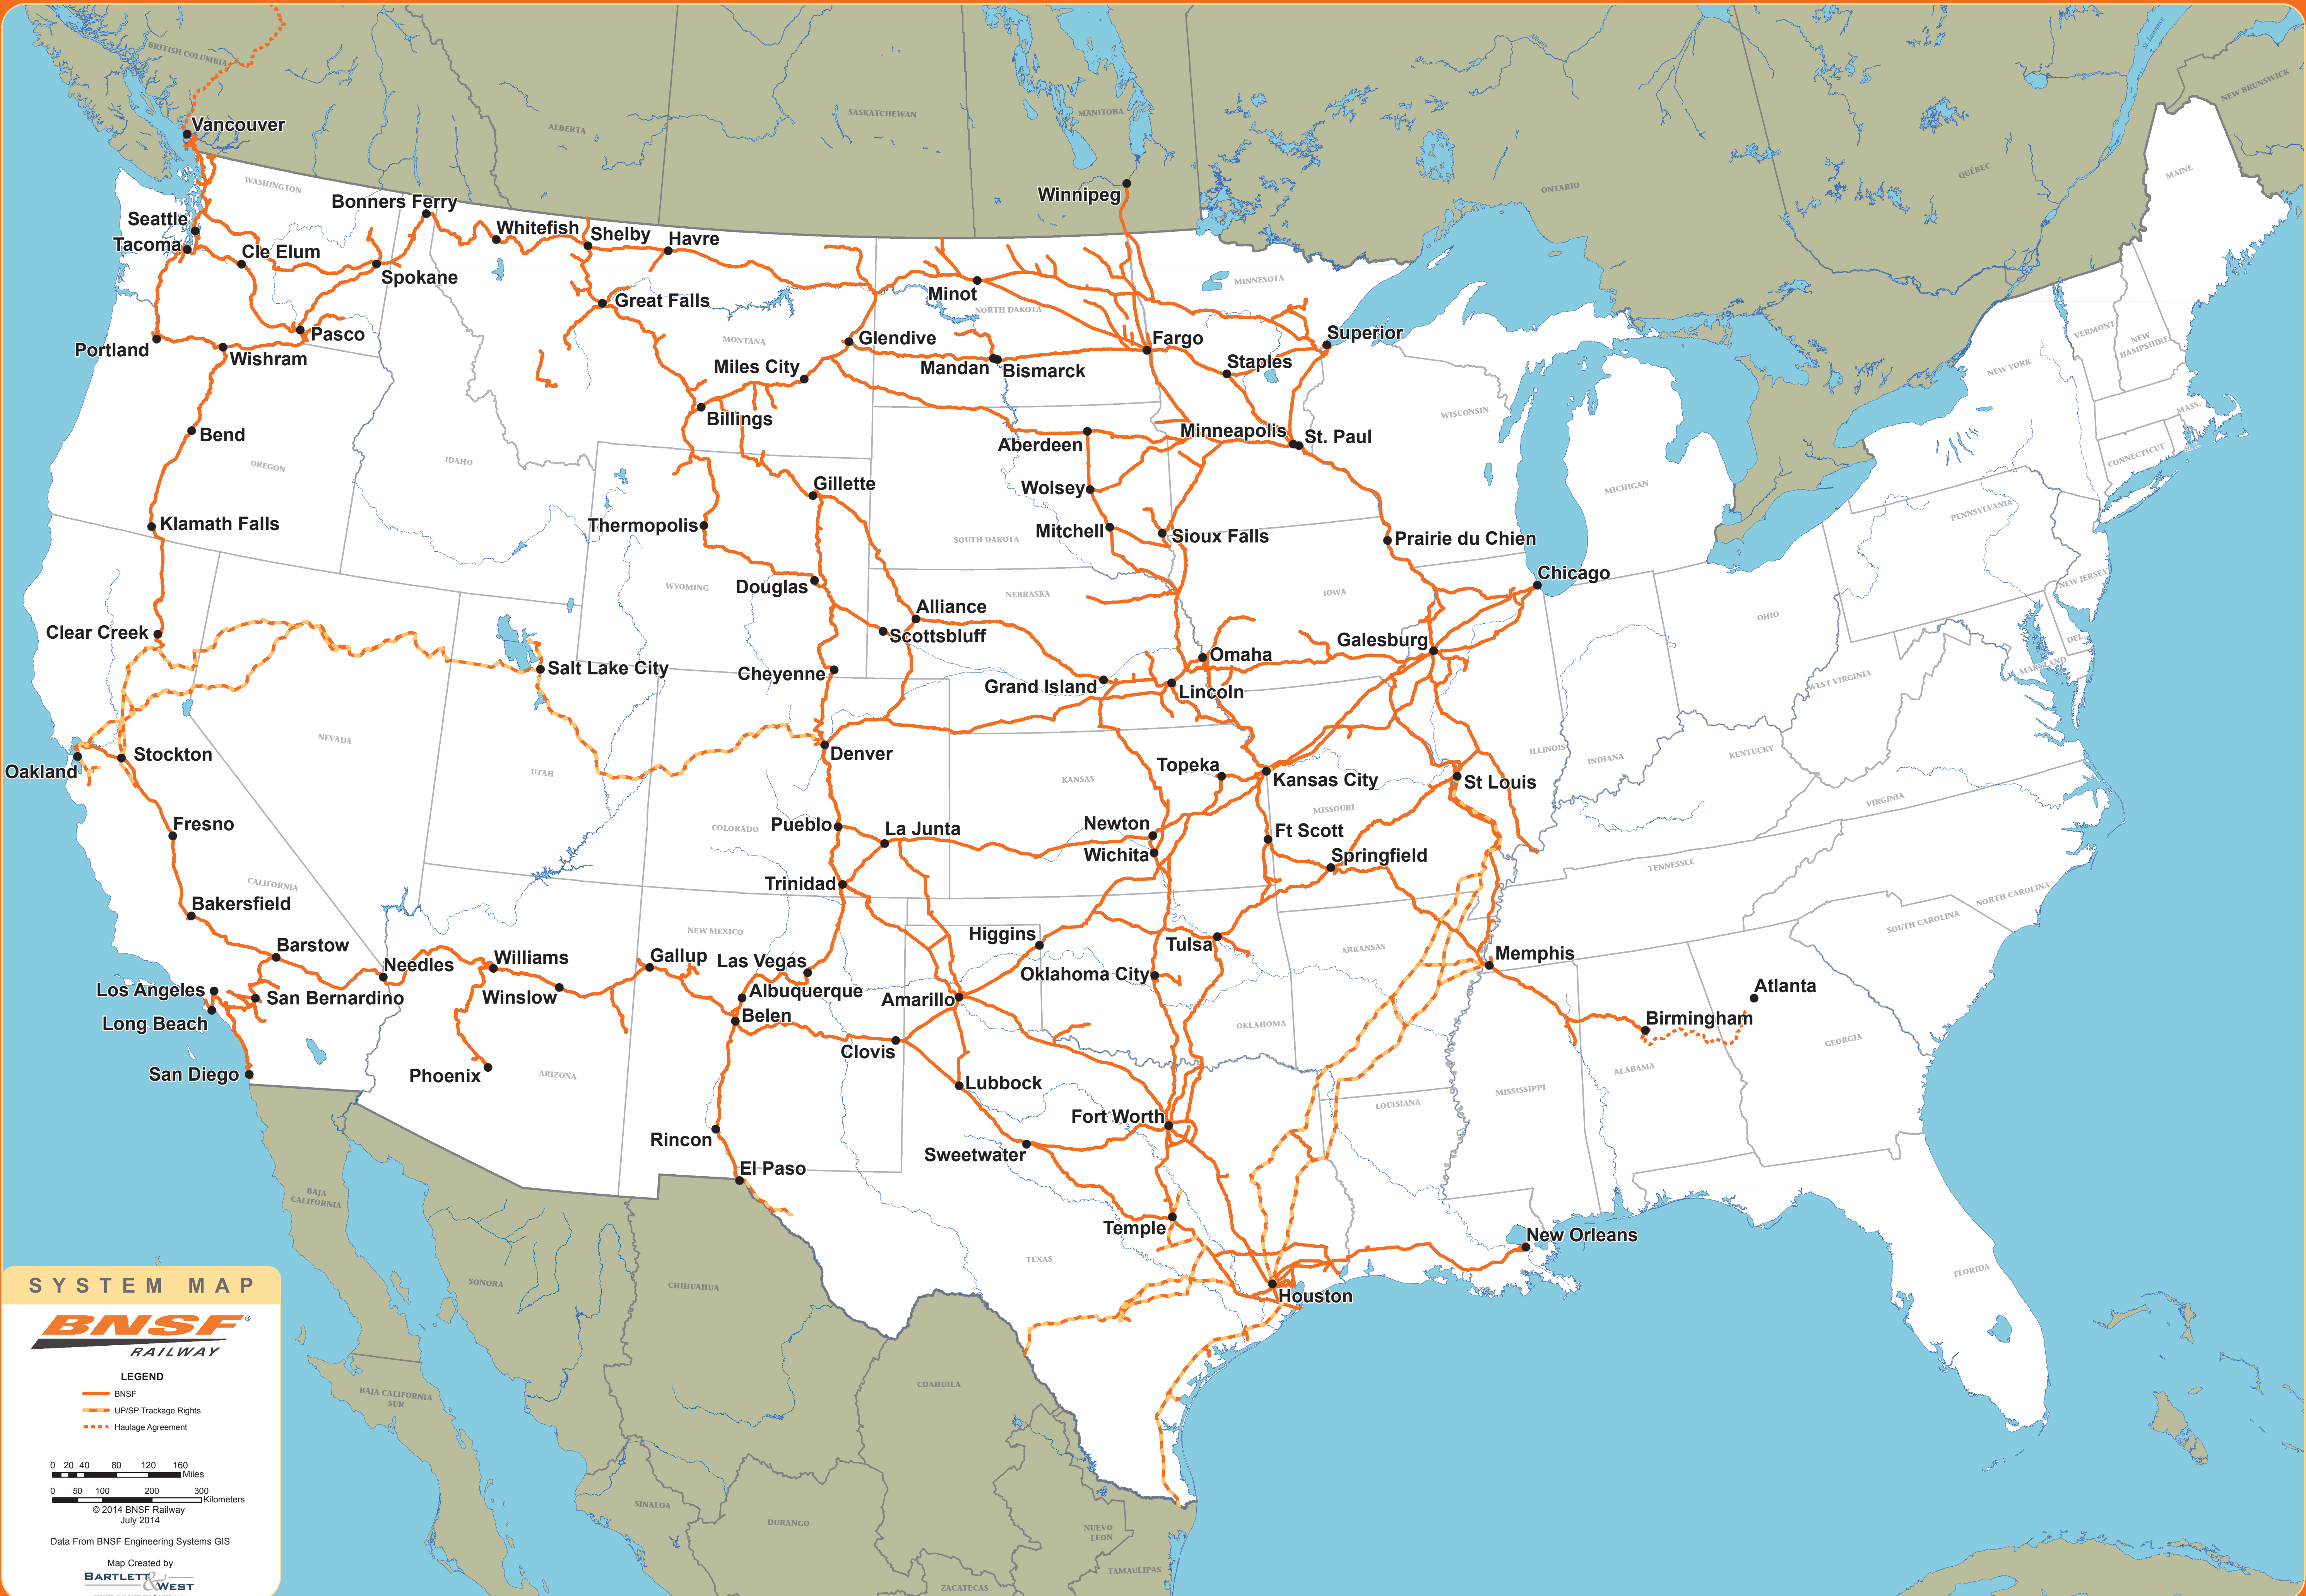 BRITISH COLUMBIA
ALBERTA
SASKATCHEWAN
MANITOBA
ONTARIO
QUÉBEC
NEW BRUNSWICK
MAINE
Vancouver
Winnipeg
WASHINGTON
Bonners Ferry
Seattle
Tacoma
Cle Elum
Spokane
Whitefish
Shelby
Havre
Great Falls
Pasco
Portland
Wishram
Minot
NORTH DAKOTA
MINNESOTA
MONTANA
Glendive
Miles City
Mandan
Bismarck
Fargo
Staples
Superior
Billings
Bend
OREGON
IDAHO
Aberdeen
Minneapolis
St. Paul
WISCONSIN
MICHIGAN
VERMONT
NEW
HAMPSHIRE
NEW YORK
MASS.
CONNECTICUT
PENNSYLVANIA
NEW JERSEY
DEL.
MARYLAND
Gillette
Wolsey
Klamath Falls
Thermopolis
Mitchell
Sioux Falls
SOUTH DAKOTA
Prairie du Chien
Chicago
Douglas
WYOMING
NEBRASKA
IOWA
OHIO
Alliance
Scottsbluff
Clear Creek
Salt Lake City
Cheyenne
Grand Island
Omaha
Lincoln
Galesburg
WEST VIRGINIA
NEVADA
UTAH
Oakland
Stockton
Denver
KANSAS
Topeka
Kansas City
MISSOURI
St Louis
ILLINOIS
INDIANA
KENTUCKY
VIRGINIA
Fresno
COLORADO
Pueblo
La Junta
Newton
Wichita
Ft Scott
Springfield
TENNESSEE
NORTH CAROLINA
SOUTH CAROLINA
Trinidad
CALIFORNIA
Bakersfield
Barstow
Needles
Williams
Winslow
Gallup
Las Vegas
NEW MEXICO
Higgins
Tulsa
ARKANSAS
Memphis
Los Angeles
San Bernardino
Long Beach
Albuquerque
Belen
Amarillo
Oklahoma City
OKLAHOMA
Atlanta
Birmingham
GEORGIA
ALABAMA
MISSISSIPPI
LOUISIANA
Clovis
San Diego
Phoenix
ARIZONA
Lubbock
Fort Worth
Rincon
Sweetwater
El Paso
Temple
TEXAS
New Orleans
Houston
FLORIDA
BAJA
CALIFORNIA
SONORA
CHIHUAHUA
COAHUILA
BAJA CALIFORNIA
SUR
SINALOA
DURANGO
NUEVO
LEON
TAMAULIPAS
ZACATECAS
SYSTEM MAP
BNSF®
RAILWAY
LEGEND
BNSF
UP/SP Trackage Rights
Haulage Agreement
0 20 40 80 120 160
Miles
0 50 100 200 300
Kilometers
© 2014 BNSF Railway
July 2014
Data From BNSF Engineering Systems GIS
Map Created by
BARTLETT & WEST